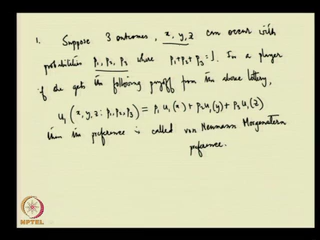 1. Suppose 3 outcomes, x, y, z can occur with
probabilities p₁, p₂, p₃ where p₁+p₂+p₃=1. In a player
if she gets the following payoff from the above lottery,
u₁(x, y, z : p₁, p₂, p₃) = p₁ u₁(x) + p₂ u₁(y) + p₃ u₁(z)
then the preference is called von Neumann Morgenstern
preference.
NPTEL